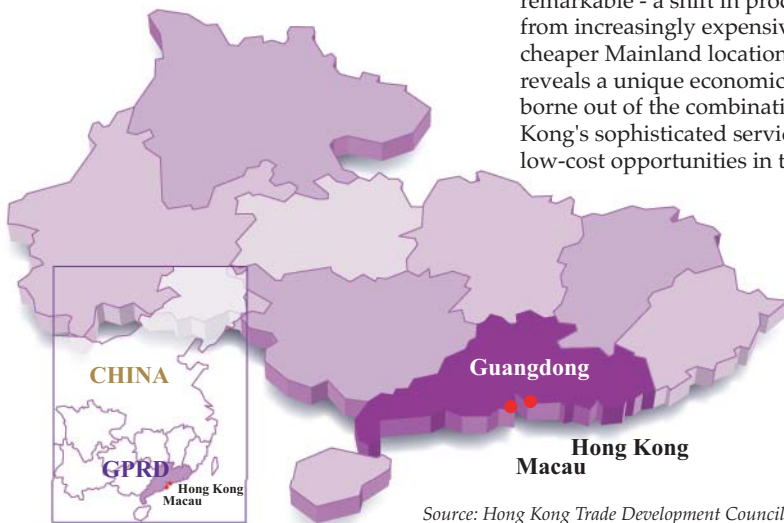 remarkable - a shift in prod
from increasingly expensiv
cheaper Mainland location
reveals a unique economic
borne out of the combinati
Kong's sophisticated servic
low-cost opportunities in t
Guangdong
CHINA
Hong Kong
Macau
GPRD
Hong Kong
Macau
Source: Hong Kong Trade Development Council